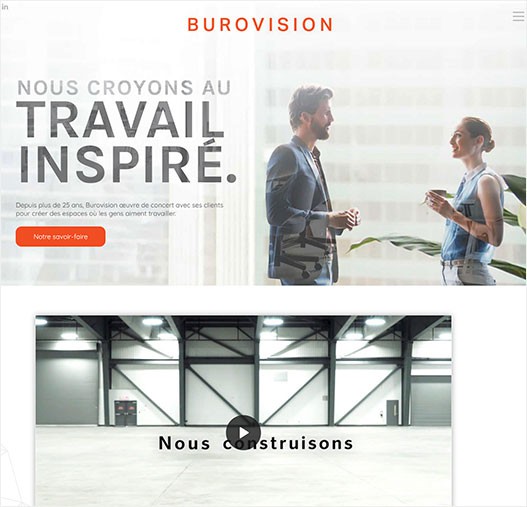 in
BUROVISION
NOUS CROYONS AU
TRAVAIL
INSPIRÉ.
Depuis plus de 25 ans, Burovision œuvre de concert avec ses clients
pour créer des espaces où les gens aiment travailler.
Notre savoir-faire
Nous construisons